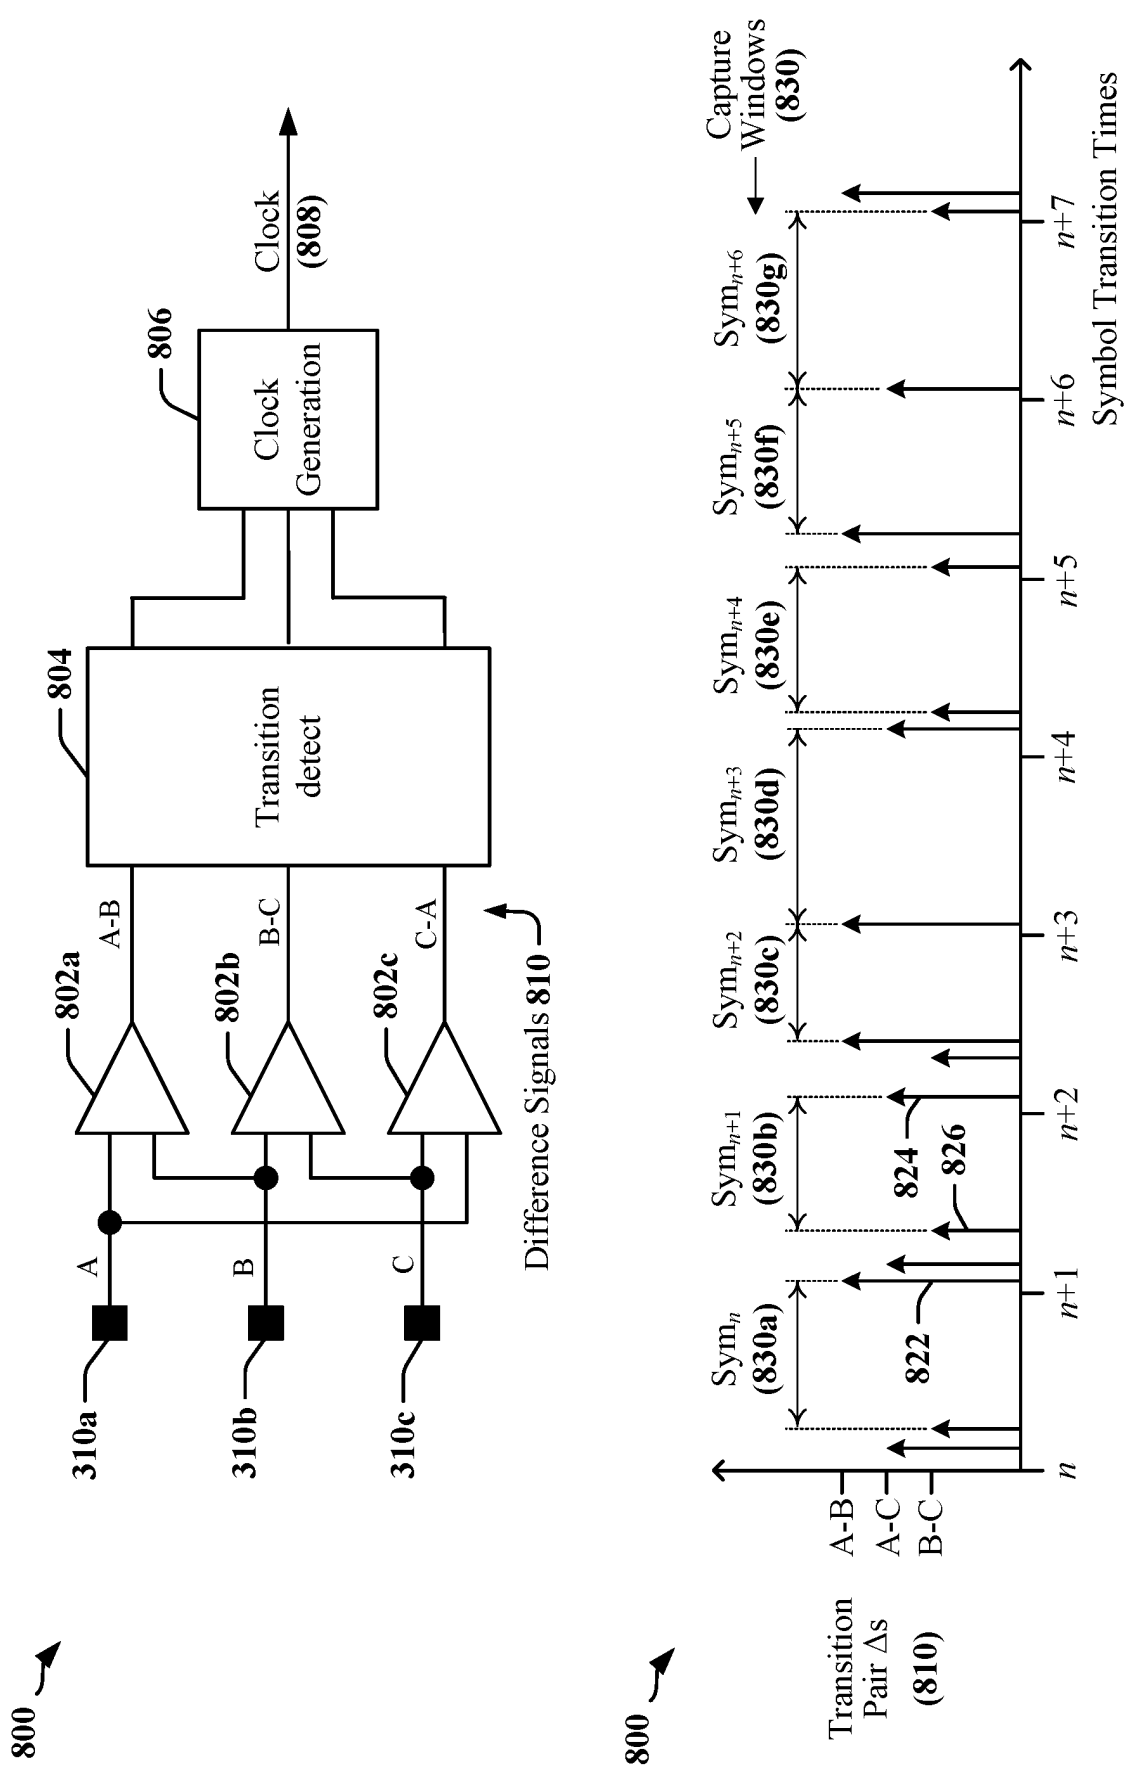 800
310a
310b
310c
A
B
C
802a
802b
802c
A-B
B-C
C-A
Difference Signals 810
804
Transition
detect
806
Clock
Generation
Clock
(808)
800
Transition
Pair Δs
(810)
A-B
A-C
B-C
Symn
(830a)
Symn+1
(830b)
Symn+2
(830c)
Symn+3
(830d)
Symn+4
(830e)
Symn+5
(830f)
Symn+6
(830g)
Capture
Windows
(830)
822
824
826
n
n+1
n+2
n+3
n+4
n+5
n+6
n+7
Symbol Transition Times